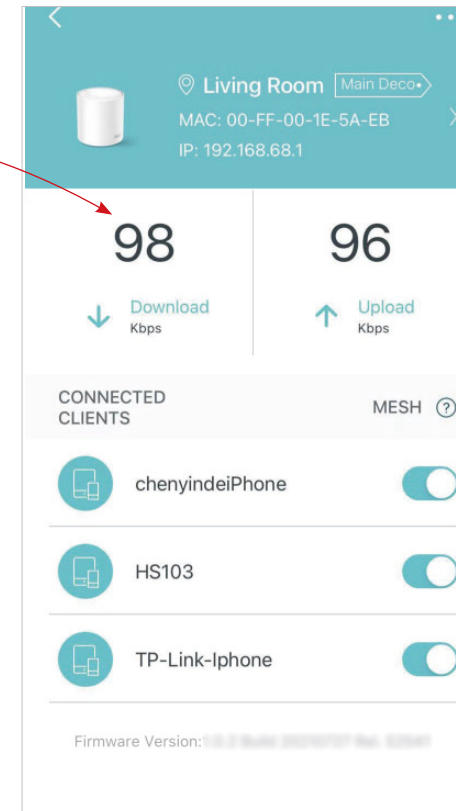 Living Room Main Deco
MAC: 00-FF-00-1E-5A-EB
IP: 192.168.68.1
98 96
Download Upload
Kbps Kbps
CONNECTED
CLIENTS
MESH ?
chenyindeiPhone
HS103
TP-Link-Iphone
Firmware Version: